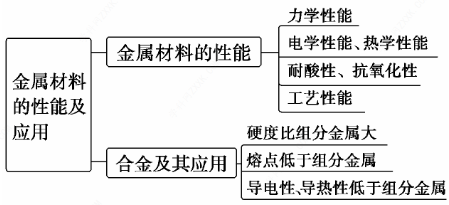 金属材料
的性能及
应用
金属材料的性能
力学性能
电学性能、热学性能
耐酸性、抗氧化性
工艺性能
合金及其应用
硬度比组分金属大
熔点低于组分金属
导电性、导热性低于组分金属